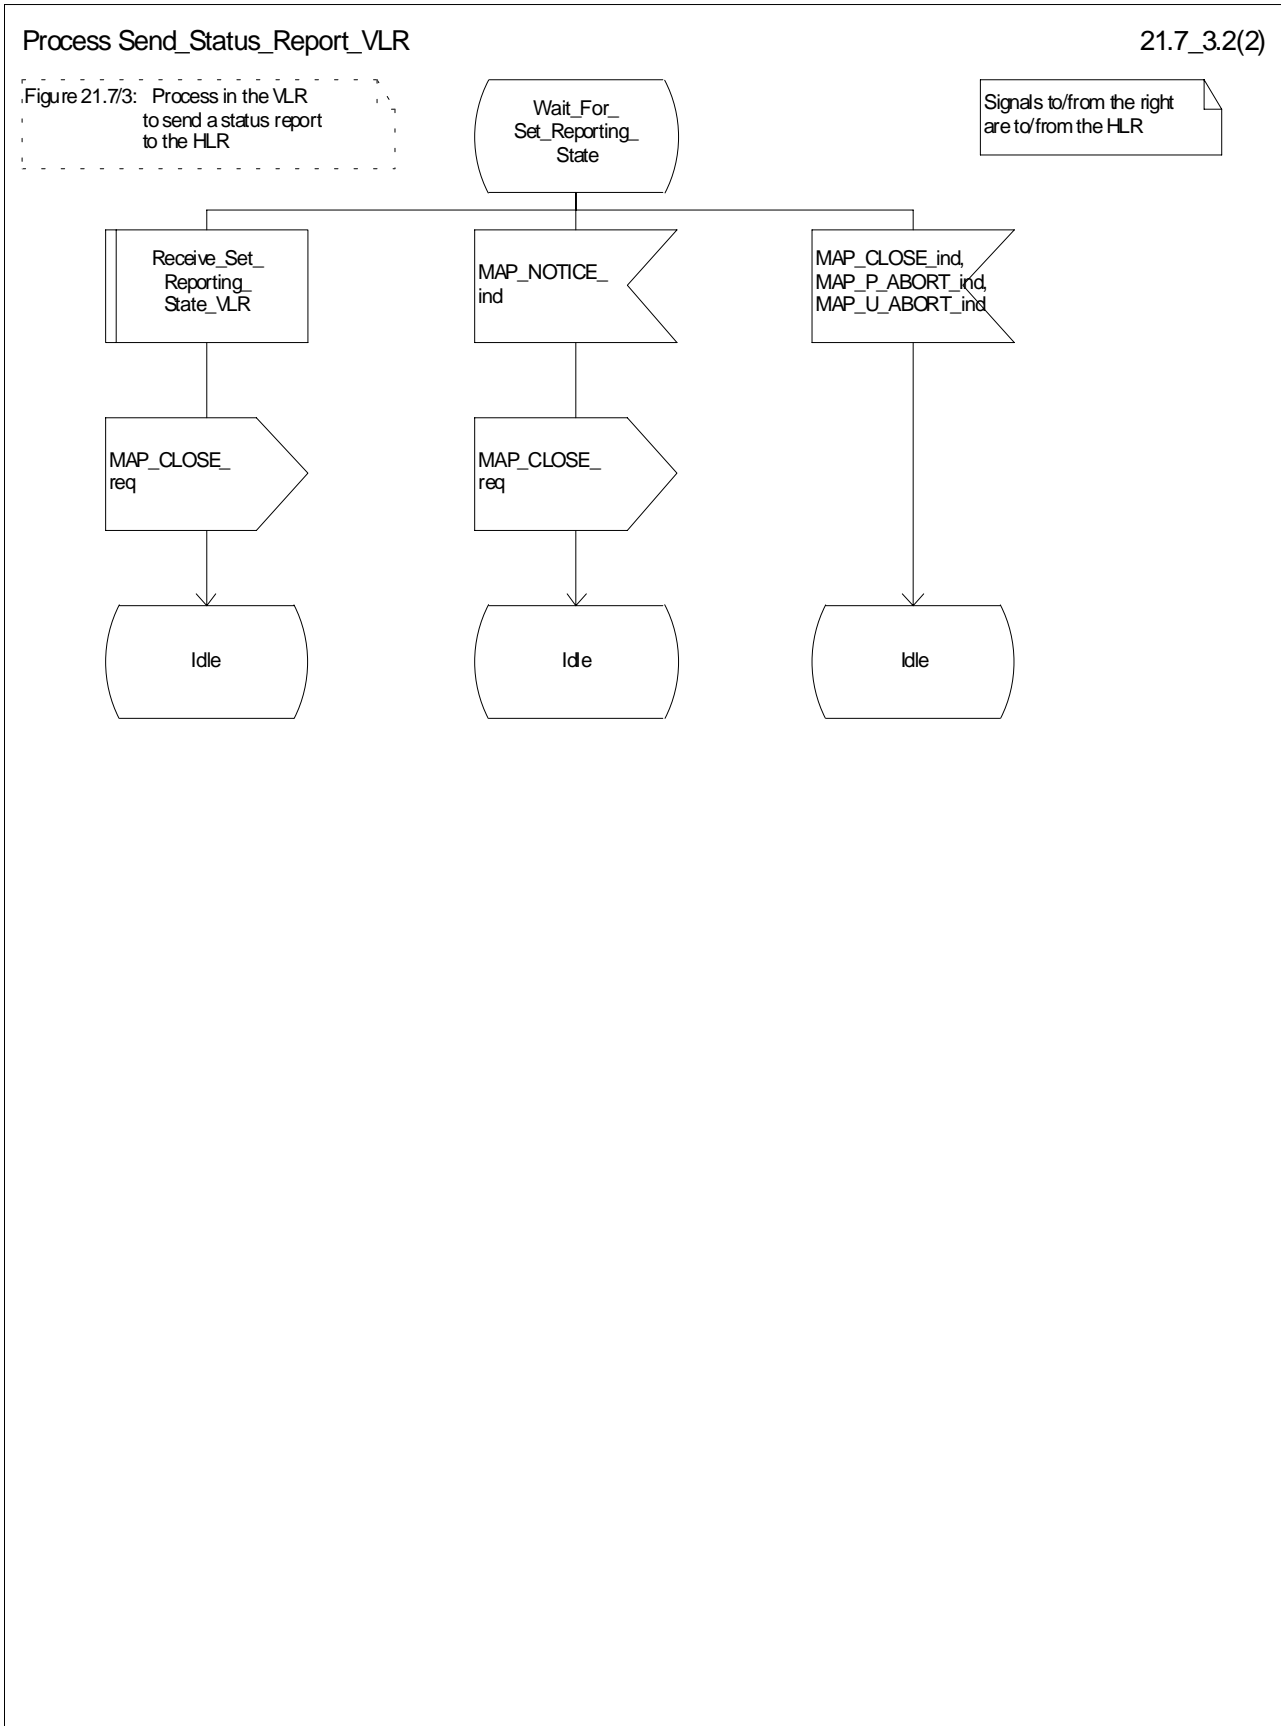 Process Send_Status_Report_VLR
21.7_3.2(2)
Figure 21.7/3: Process in the VLR
to send a status report
to the HLR
Wait_For_
Set_Reporting_
State
Signals to/from the right
are to/from the HLR
Receive_Set_
Reporting_
State_VLR
MAP_NOTICE_
ind
MAP_CLOSE_ind,
MAP_P_ABORT_ind,
MAP_U_ABORT_ind
MAP_CLOSE_
req
MAP_CLOSE_
req
Idle
Idle
Idle